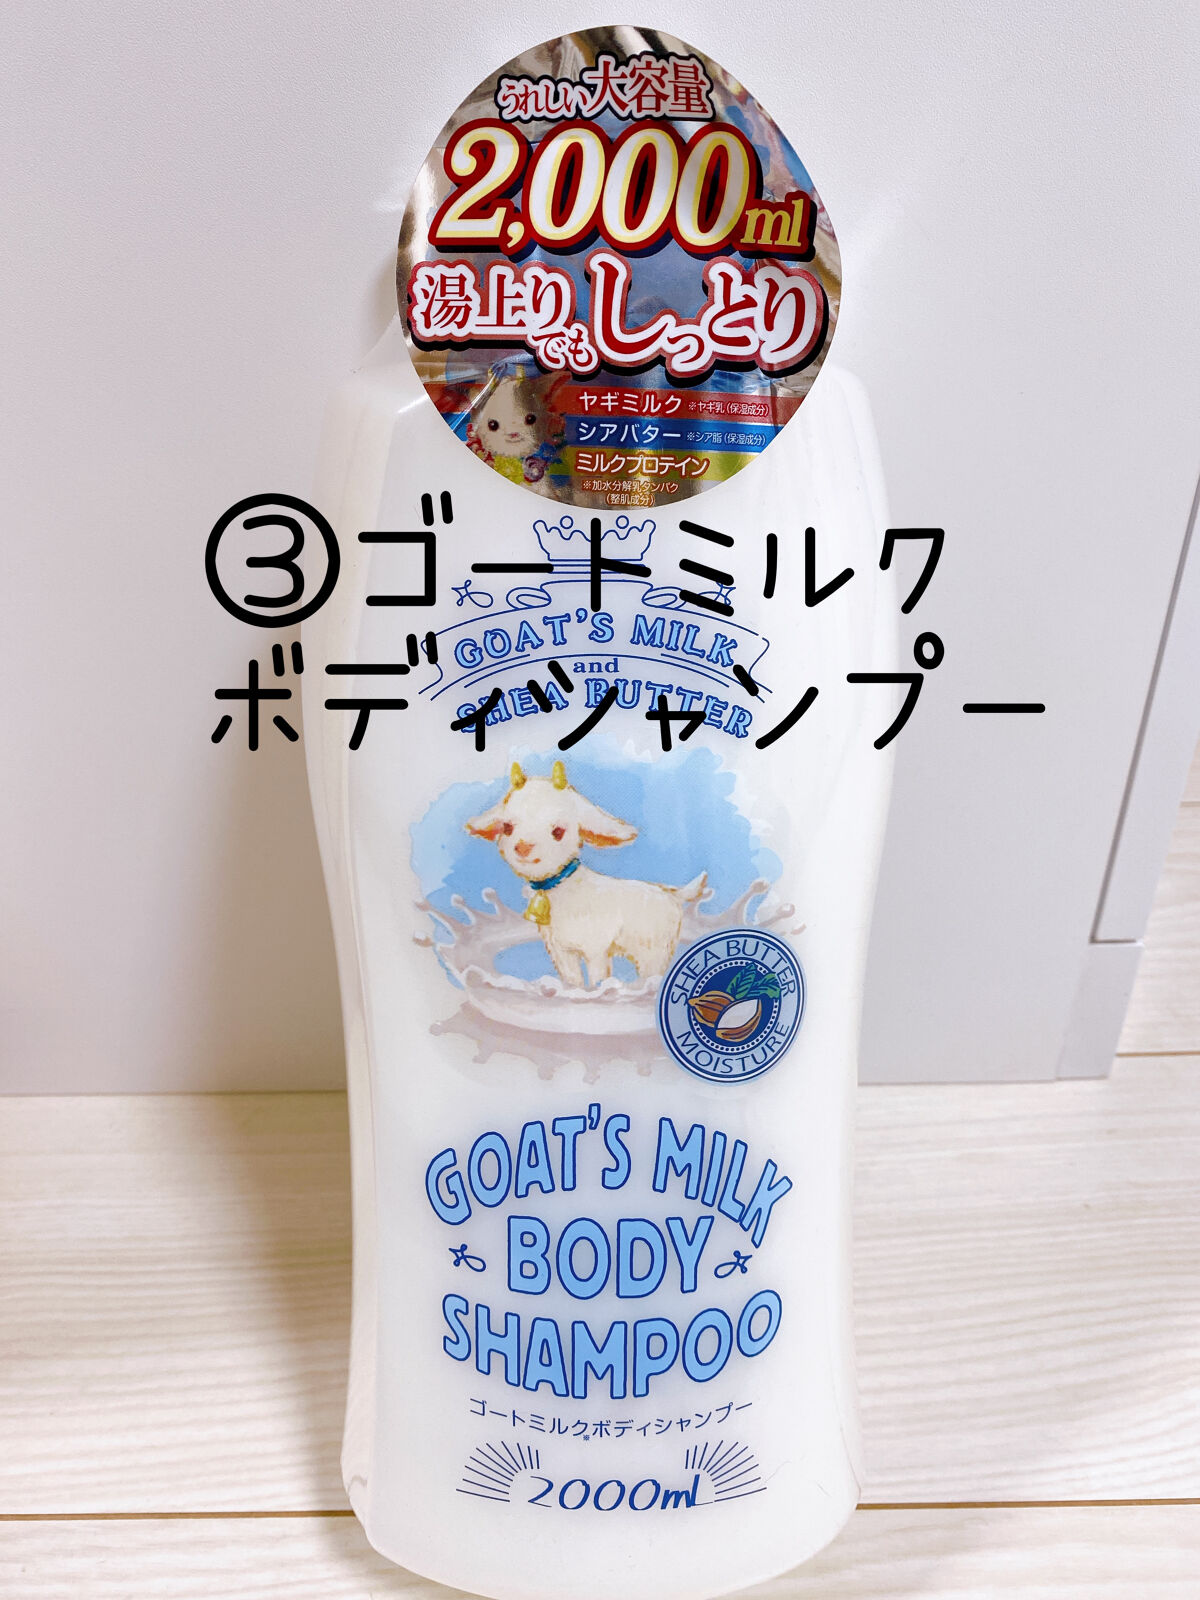 うれしい大容量
2,000ml
湯上りでもしっとり
ヤギミルク ※ヤギ乳(保湿成分)
シアバター ※シア脂(保湿成分)
ミルクプロテイン
※加水分解乳タンパク
(整肌成分)
③ゴートミルク
ボディシャンプー
GOAT'S MILK
and
SHEA BUTTER
SHEA BUTTER
MOISTURE
GOAT'S MILK
BODY
SHAMPOO
ゴートミルク※ボディシャンプー
2000mL